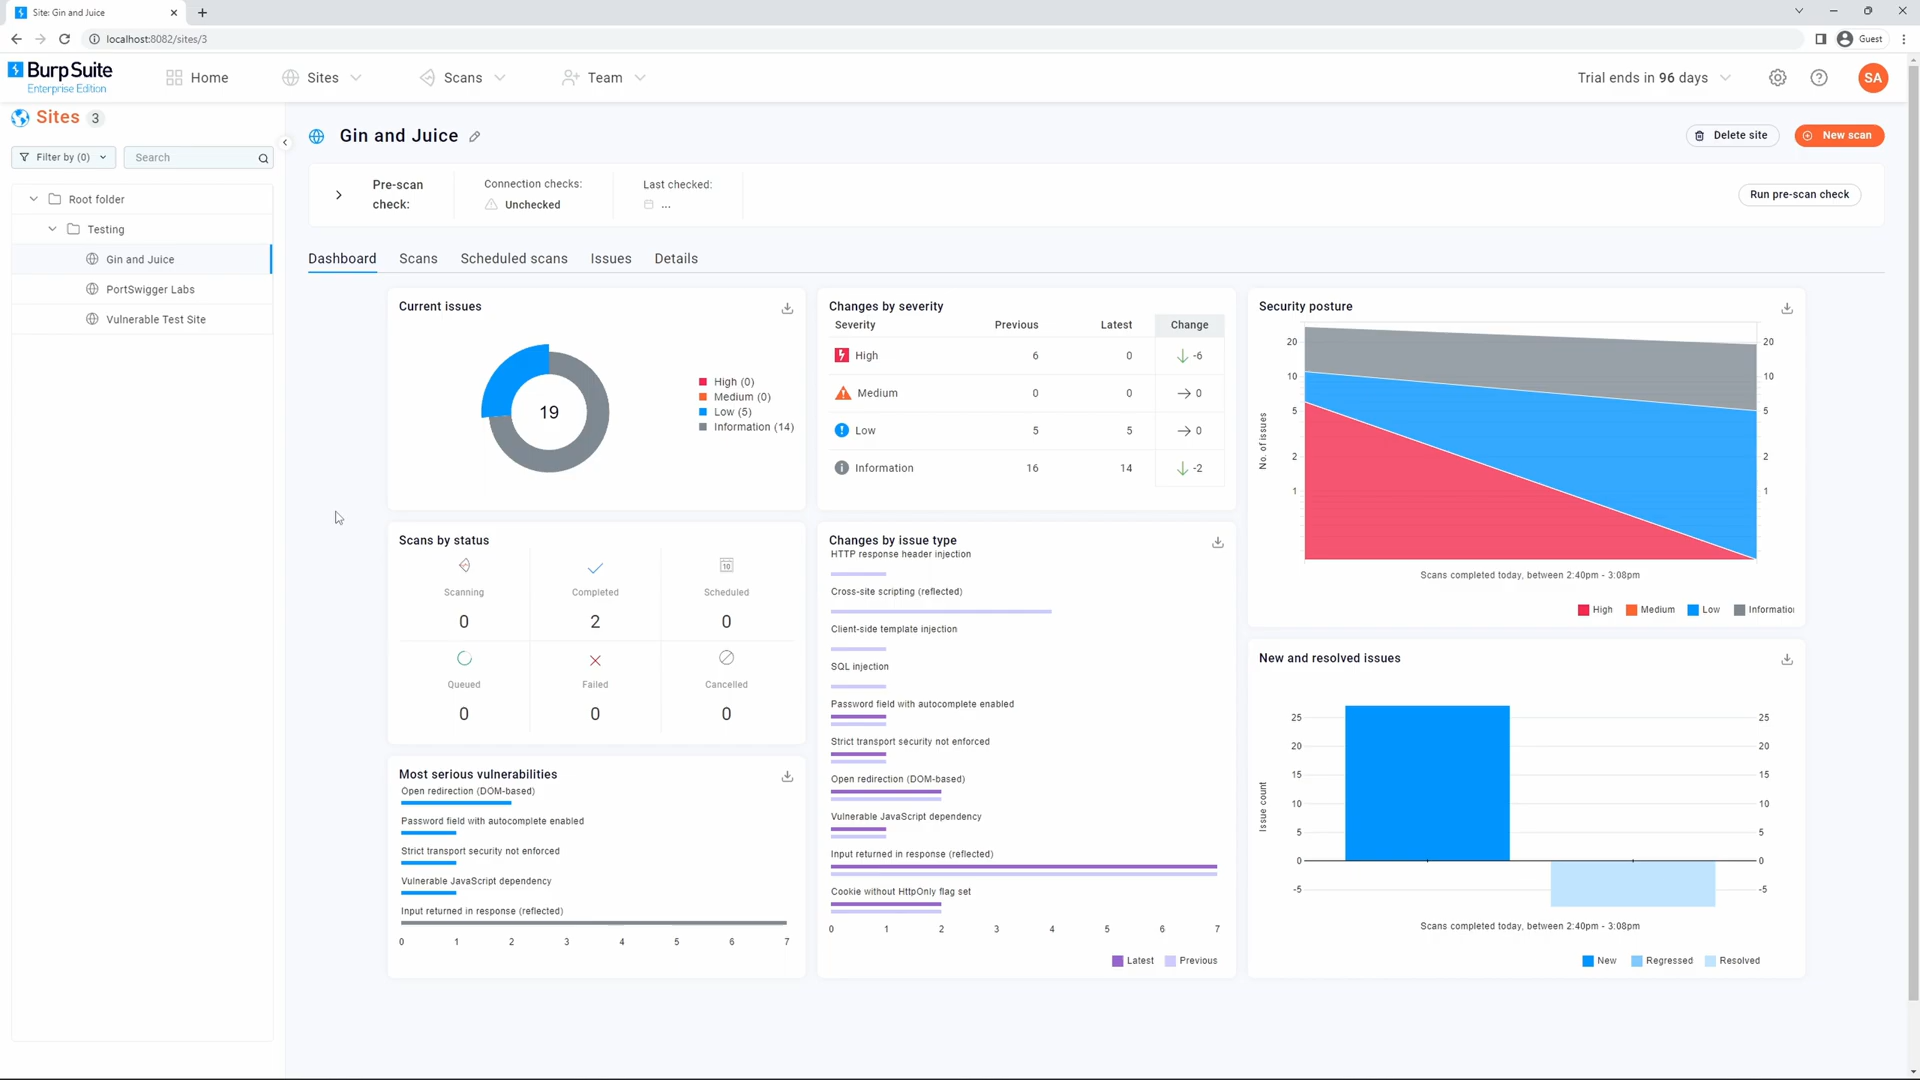 Site: Gin and Juice
localhost:8082/sites/3
Guest
Burp Suite
Enterprise Edition
Home
Sites
Scans
Team
Trial ends in 96 days
SA
Sites 3
Filter by (0)
Search
Root folder
Testing
Gin and Juice
PortSwigger Labs
Vulnerable Test Site
Gin and Juice
Delete site
New scan
Pre-scan
check:
Connection checks:
Unchecked
Last checked:
...
Run pre-scan check
Dashboard
Scans
Scheduled scans
Issues
Details
Current issues
19
High (0)
Medium (0)
Low (5)
Information (14)
Changes by severity
Severity Previous Latest Change
High 6 0 -6
Medium 0 0 0
Low 5 5 0
Information 16 14 -2
Security posture
No. of issues
20 20
10 10
5 5
2 2
1 1
Scans completed today, between 2:40pm - 3:08pm
High Medium Low Informatior
Scans by status
10
Scanning Completed Scheduled
0 2 0
Queued Failed Cancelled
0 0 0
Changes by issue type
HTTP response header injection
Cross-site scripting (reflected)
Client-side template injection
SQL injection
Password field with autocomplete enabled
Strict transport security not enforced
Open redirection (DOM-based)
Vulnerable JavaScript dependency
Input returned in response (reflected)
Cookie without HttpOnly flag set
0 1 2 3 4 5 6 7
Latest Previous
Most serious vulnerabilities
Open redirection (DOM-based)
Password field with autocomplete enabled
Strict transport security not enforced
Vulnerable JavaScript dependency
Input returned in response (reflected)
0 1 2 3 4 5 6 7
New and resolved issues
Issue count
25 25
20 20
15 15
10 10
5 5
0 0
-5 -5
Scans completed today, between 2:40pm - 3:08pm
New Regressed Resolved